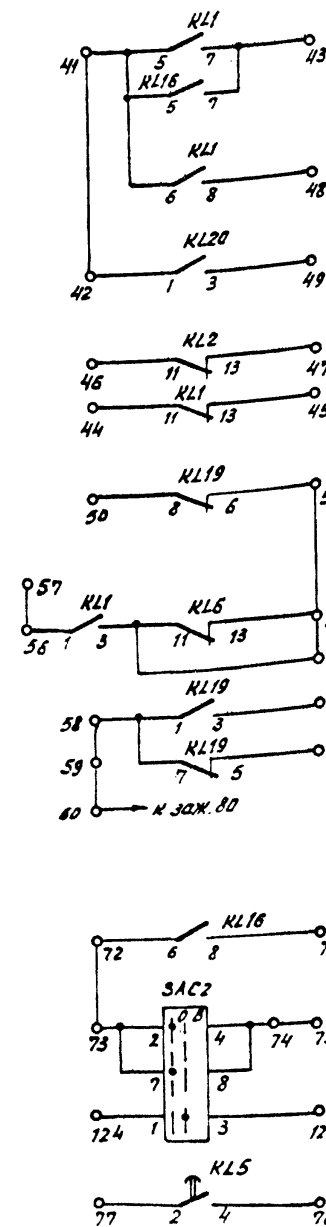 KL1
41 5 7 43
KL16
5 7
KL1
6 8 48
KL20
42 1 3 49
KL2
46 11 13 47
KL1
44 11 13 45
KL19
50 8 6
57
KL1 KL6
56 1 3 11 13
KL19
58 1 3
KL19
59 7 5
60 к заж. 80
KL16
72 6 8
SAC2
О В
73 2 4 74
7 8
124 1 3
KL5
77 2 4